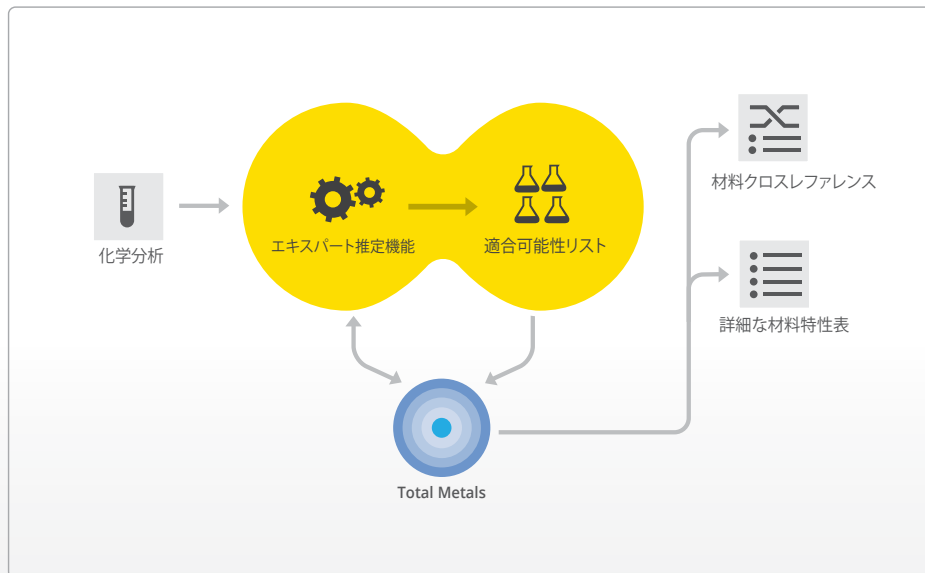 化学分析
エキスパート推定機能
適合可能性リスト
材料クロスレファレンス
詳細な材料特性表
Total Metals